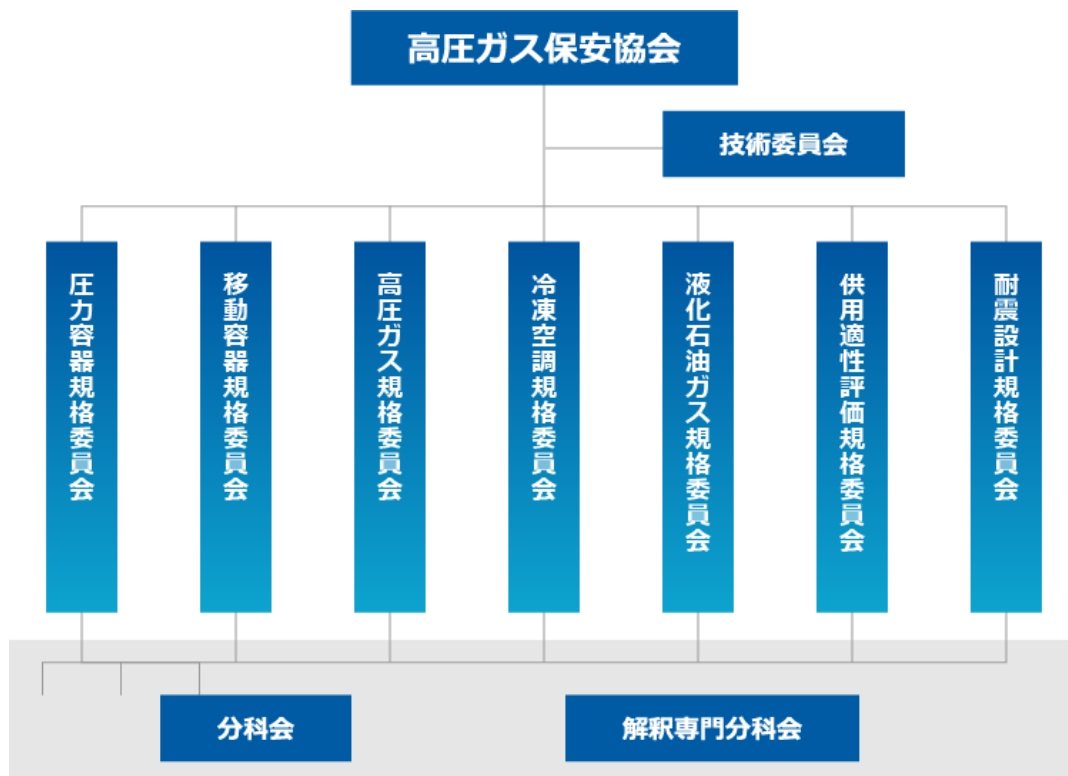 高圧ガス保安協会
技術委員会
圧力容器規格委員会
移動容器規格委員会
高圧ガス規格委員会
冷凍空調規格委員会
液化石油ガス規格委員会
供用適性評価規格委員会
耐震設計規格委員会
分科会
解釈専門分科会